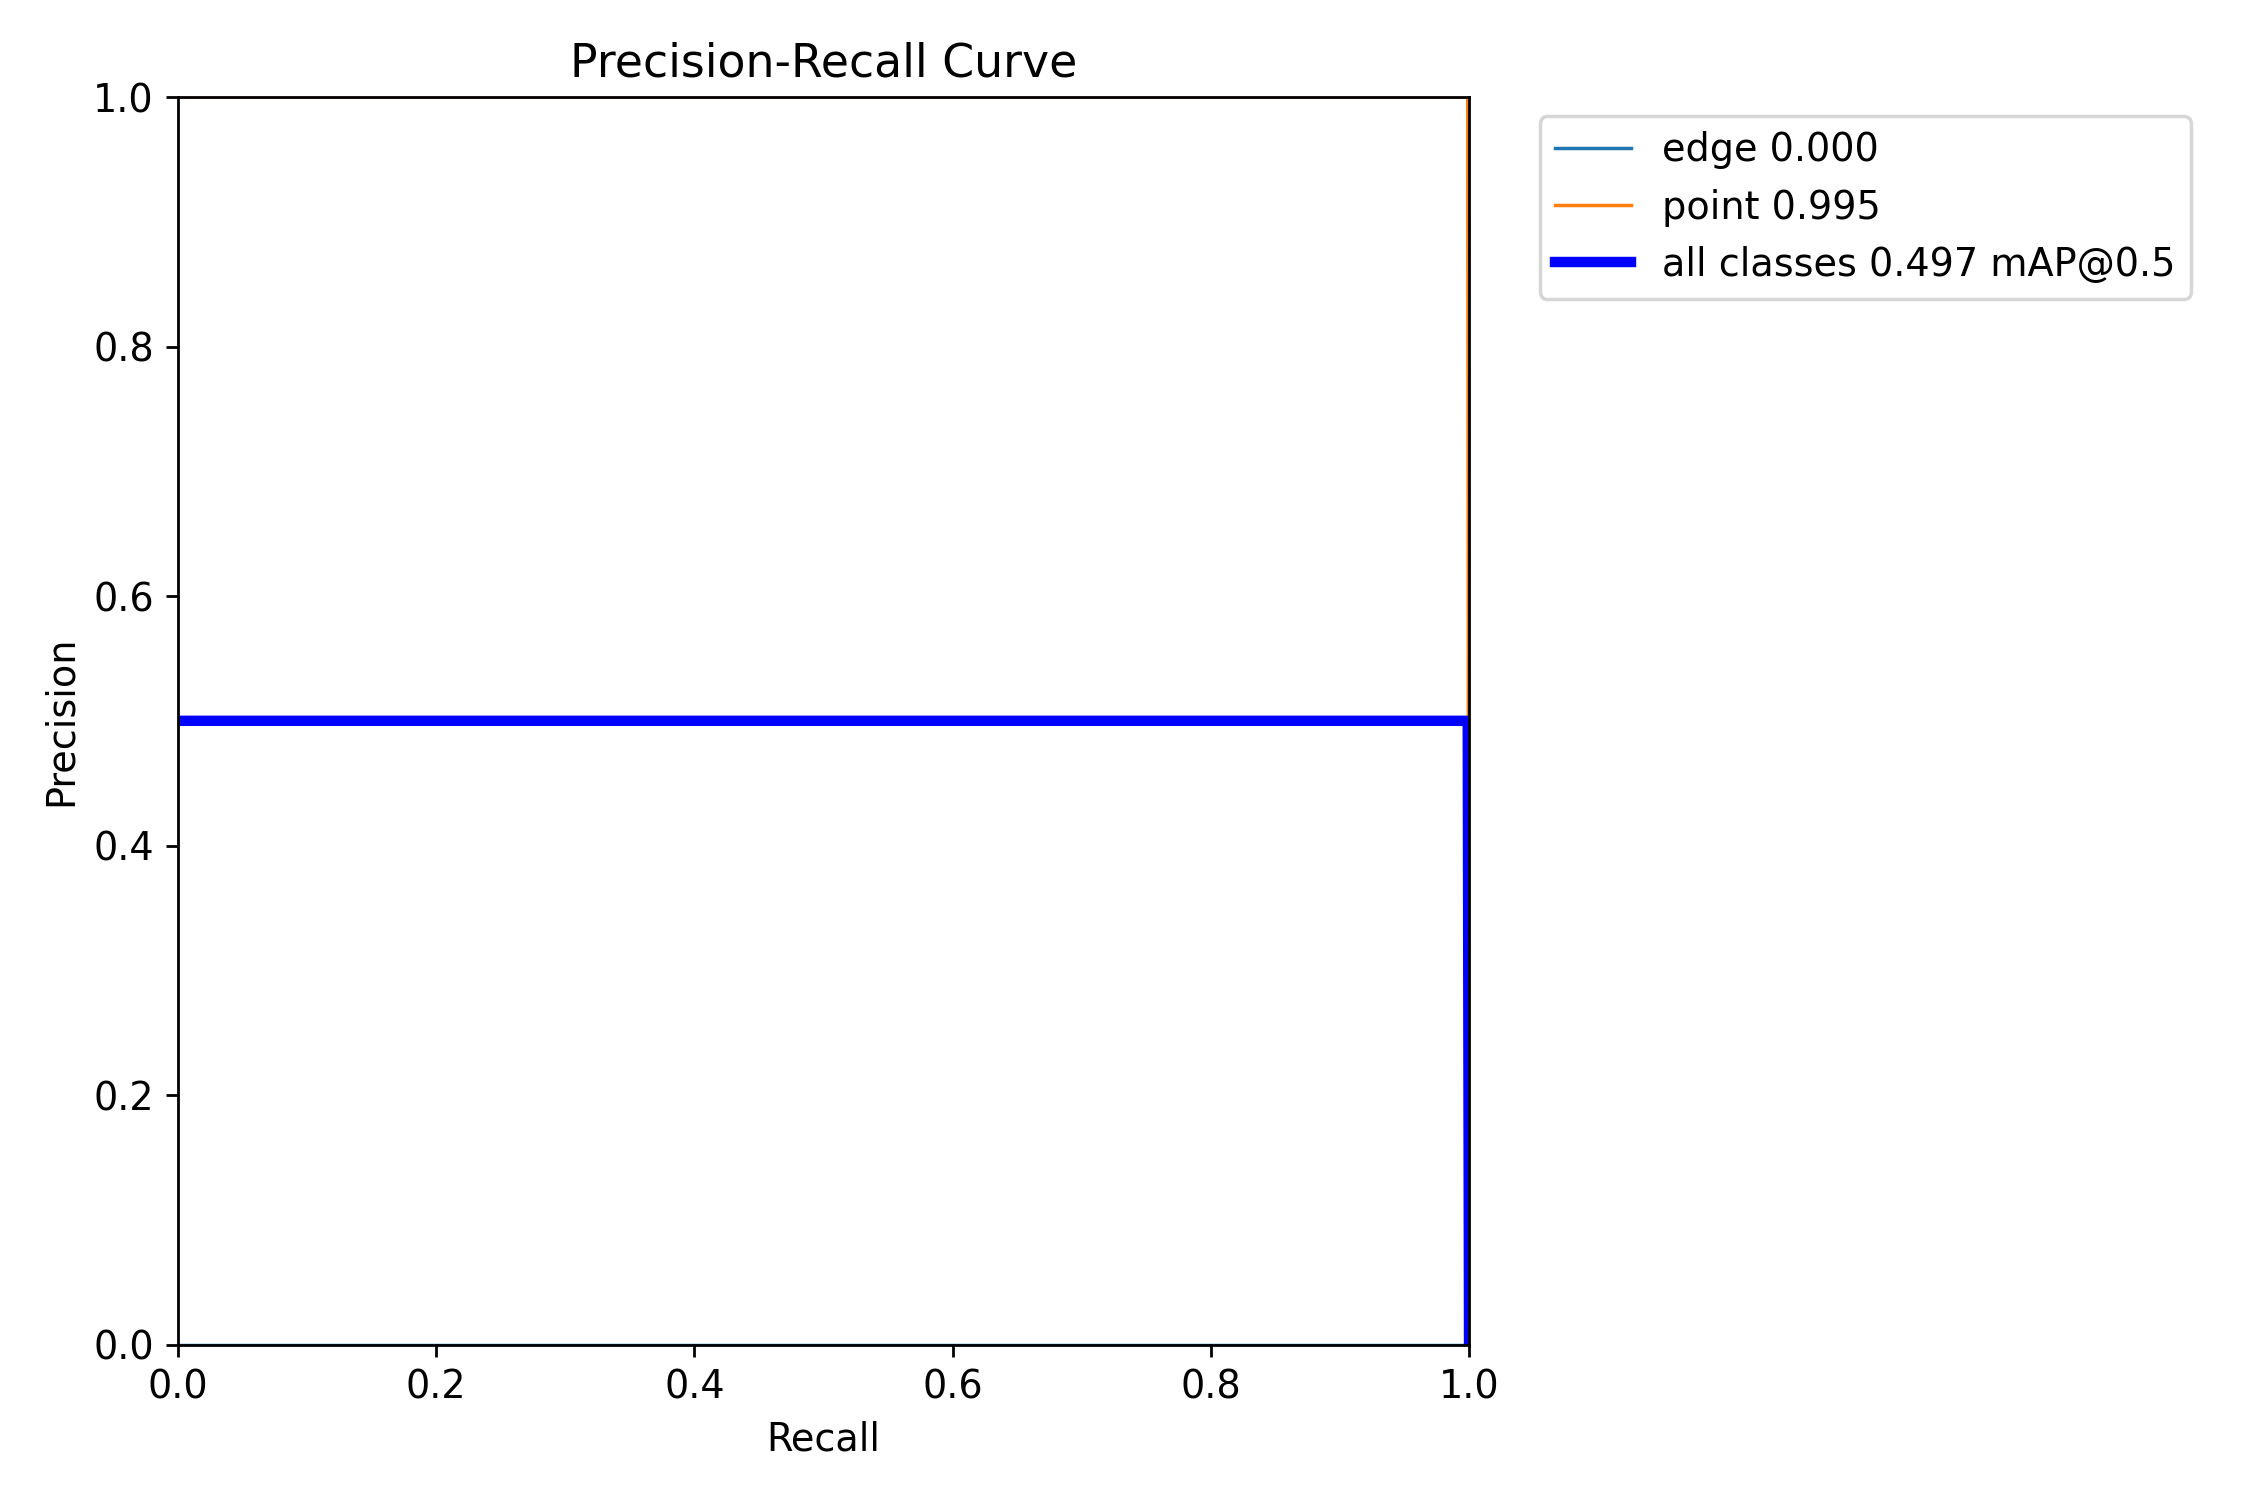 Precision-Recall Curve
1.0
0.8
0.6
0.4
0.2
0.0
Precision
0.0 0.2 0.4 0.6 0.8 1.0
Recall
edge 0.000
point 0.995
all classes 0.497 mAP@0.5